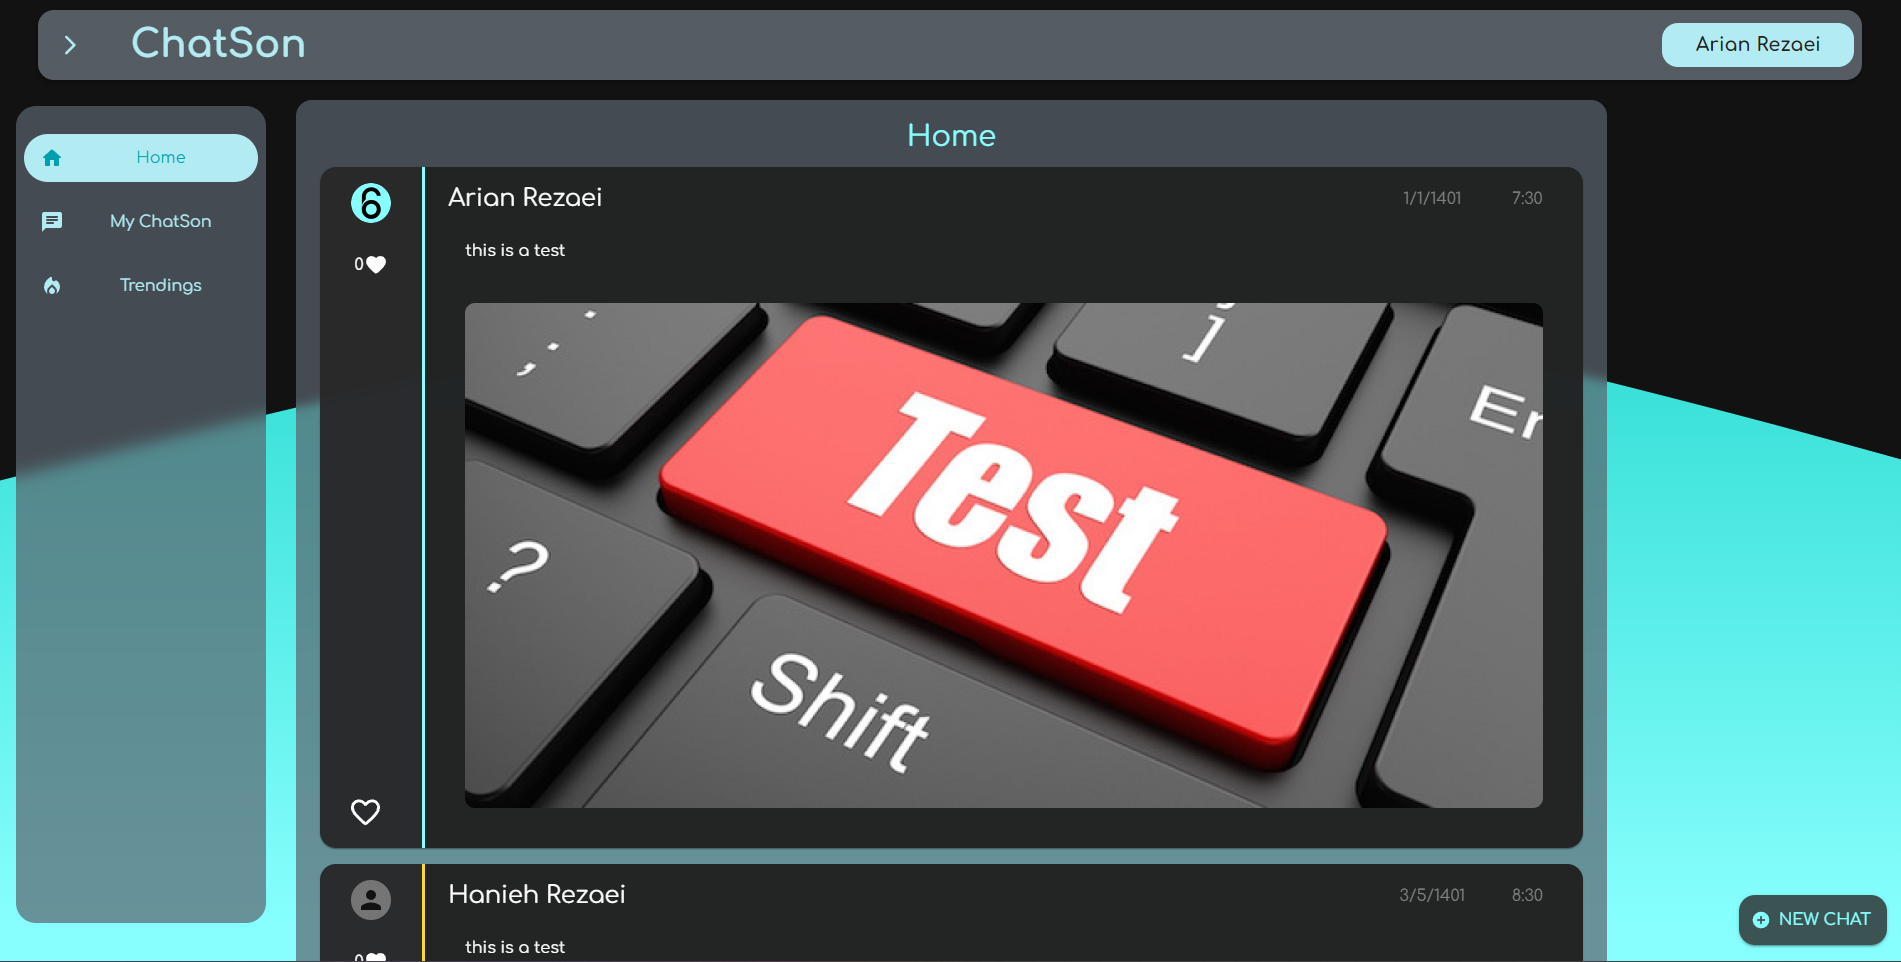 ChatSon
Arian Rezaei
Home
My ChatSon
Trendings
Home
Arian Rezaei
1/1/1401 7:30
this is a test
0
;
,
]
Er
Test
?
Shift
Hanieh Rezaei
3/5/1401 8:30
this is a test
0
NEW CHAT